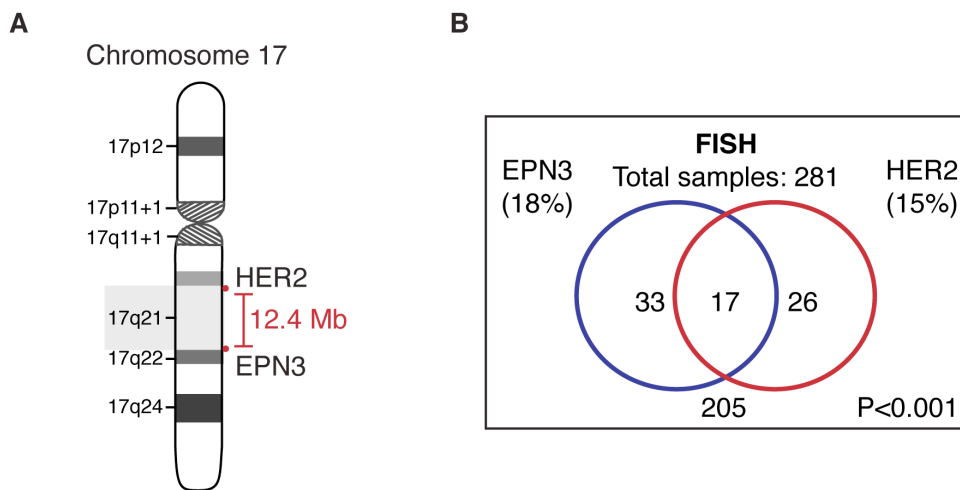 A
Chromosome 17
17p12
17p11+1
17q11+1
HER2
17q21
12.4 Mb
17q22
EPN3
17q24
B
FISH
Total samples: 281
EPN3
(18%)
HER2
(15%)
33
17
26
205
P<0.001